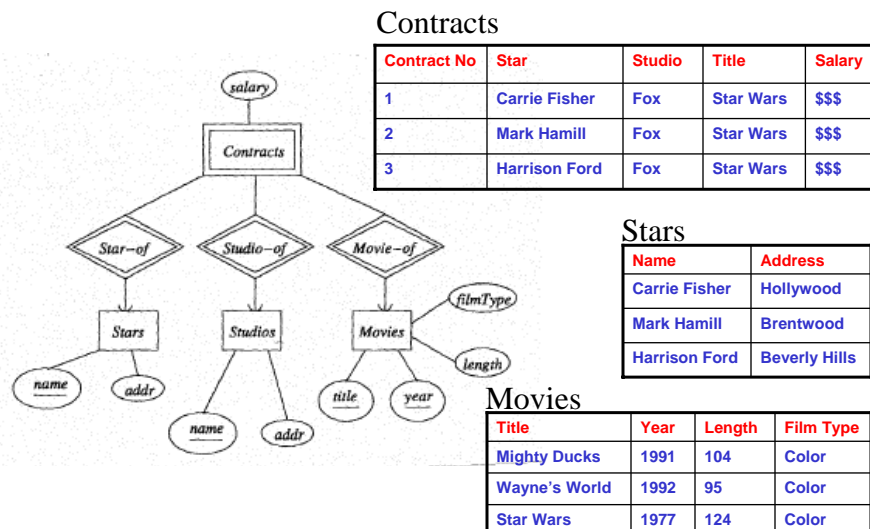 Contracts
Contract No Star Studio Title Salary
1 Carrie Fisher Fox Star Wars $$$
2 Mark Hamill Fox Star Wars $$$
3 Harrison Ford Fox Star Wars $$$
salary
Contracts
Star-of Studio-of Movie-of
Stars Studios Movies
filmType
length
name addr
name addr
title year
Stars
Name Address
Carrie Fisher Hollywood
Mark Hamill Brentwood
Harrison Ford Beverly Hills
Movies
Title Year Length Film Type
Mighty Ducks 1991 104 Color
Wayne's World 1992 95 Color
Star Wars 1977 124 Color